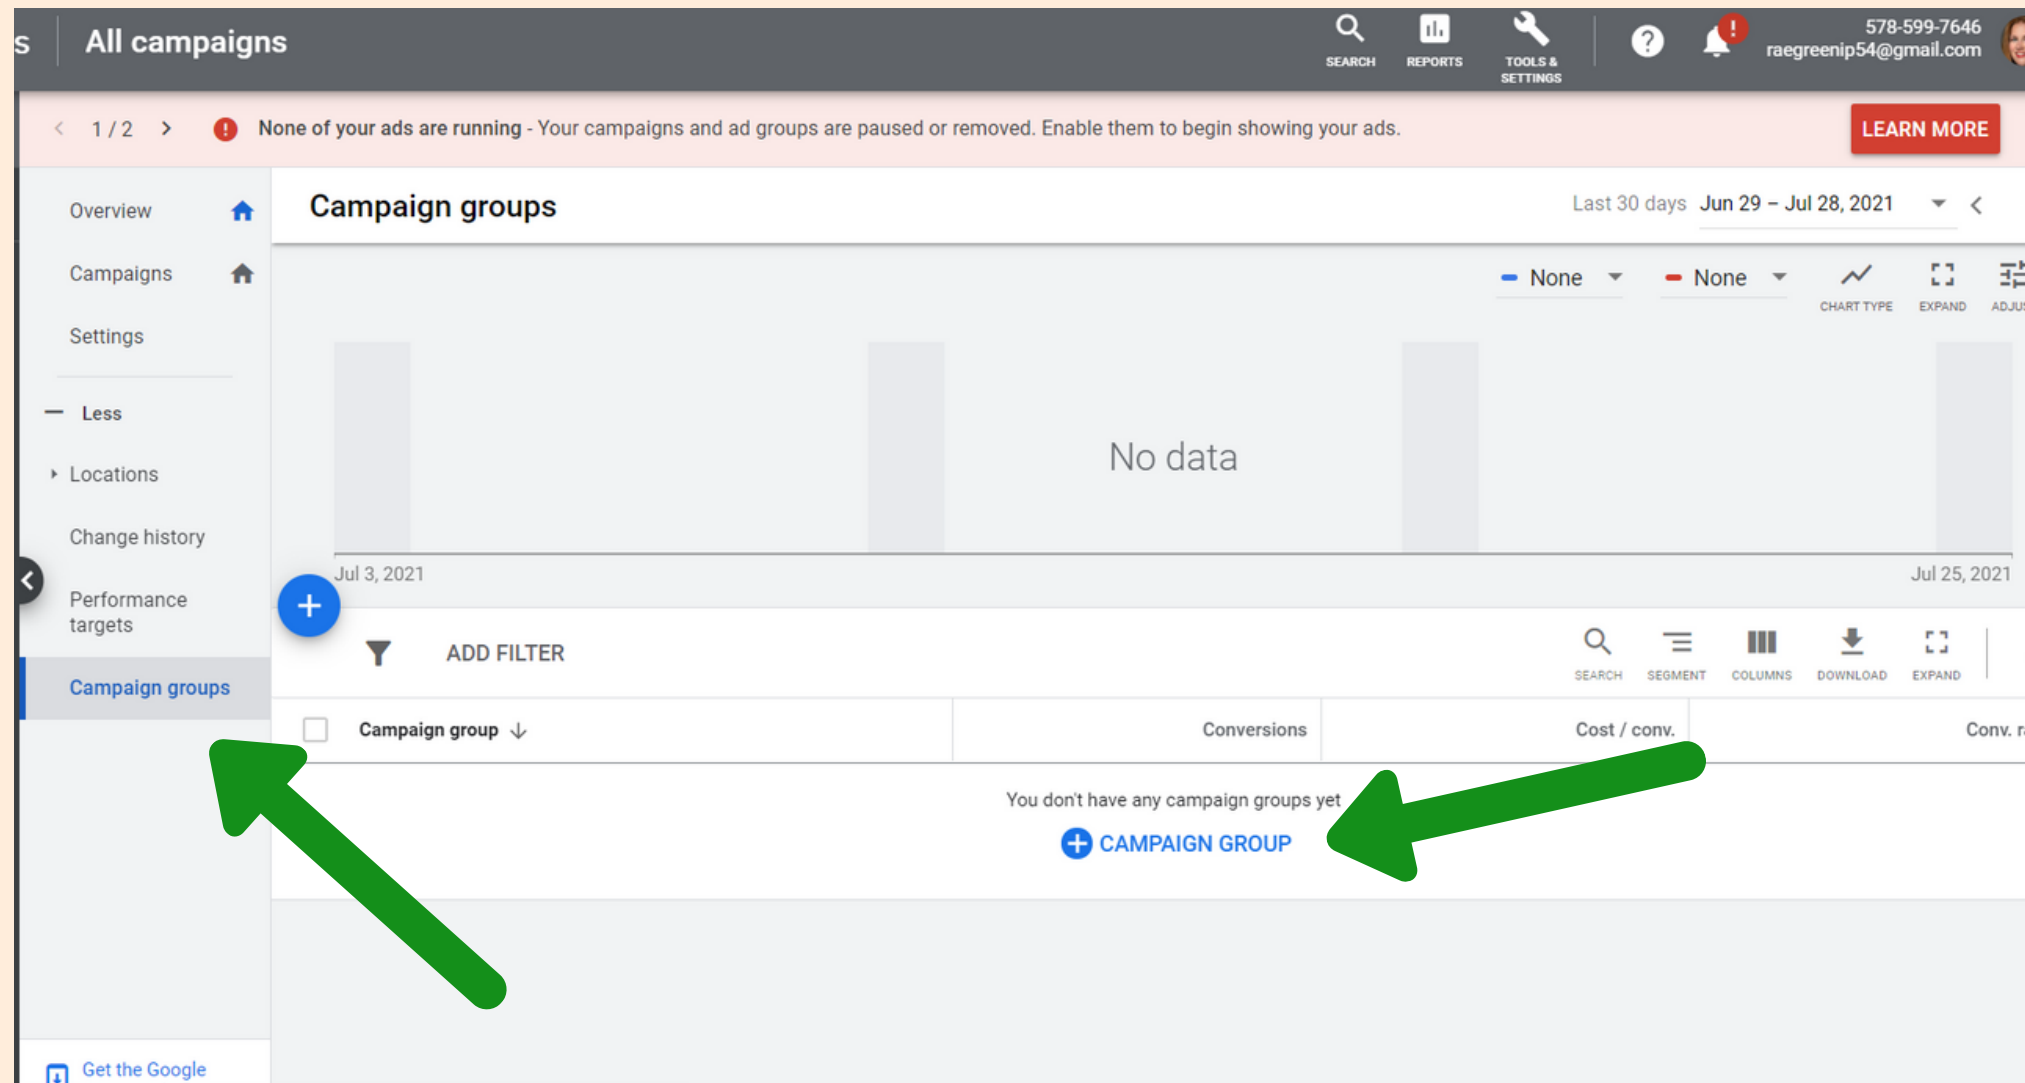 s
All campaigns
SEARCH
REPORTS
TOOLS &
SETTINGS
?
!
578-599-7646
raegreenip54@gmail.com
1 / 2
! None of your ads are running - Your campaigns and ad groups are paused or removed. Enable them to begin showing your ads.
LEARN MORE
Overview
Campaigns
Settings
Less
Locations
Change history
Performance
targets
Campaign groups
Get the Google
Campaign groups
Last 30 days Jun 29 – Jul 28, 2021
None
None
CHART TYPE
EXPAND
ADJUS
No data
Jul 3, 2021
Jul 25, 2021
ADD FILTER
SEARCH
SEGMENT
COLUMNS
DOWNLOAD
EXPAND
Campaign group
Conversions
Cost / conv.
Conv. r
You don't have any campaign groups yet
CAMPAIGN GROUP